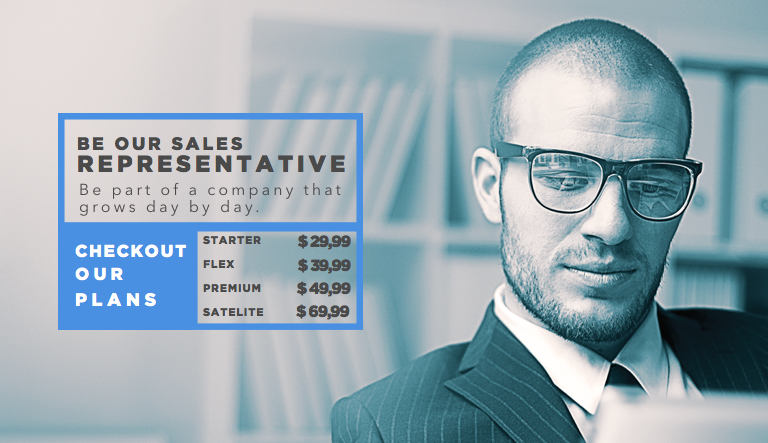 BE OUR SALES
REPRESENTATIVE
Be part of a company that
grows day by day.
CHECKOUT
OUR
PLANS
STARTER $29,99
FLEX $39,99
PREMIUM $49,99
SATELITE $69,99